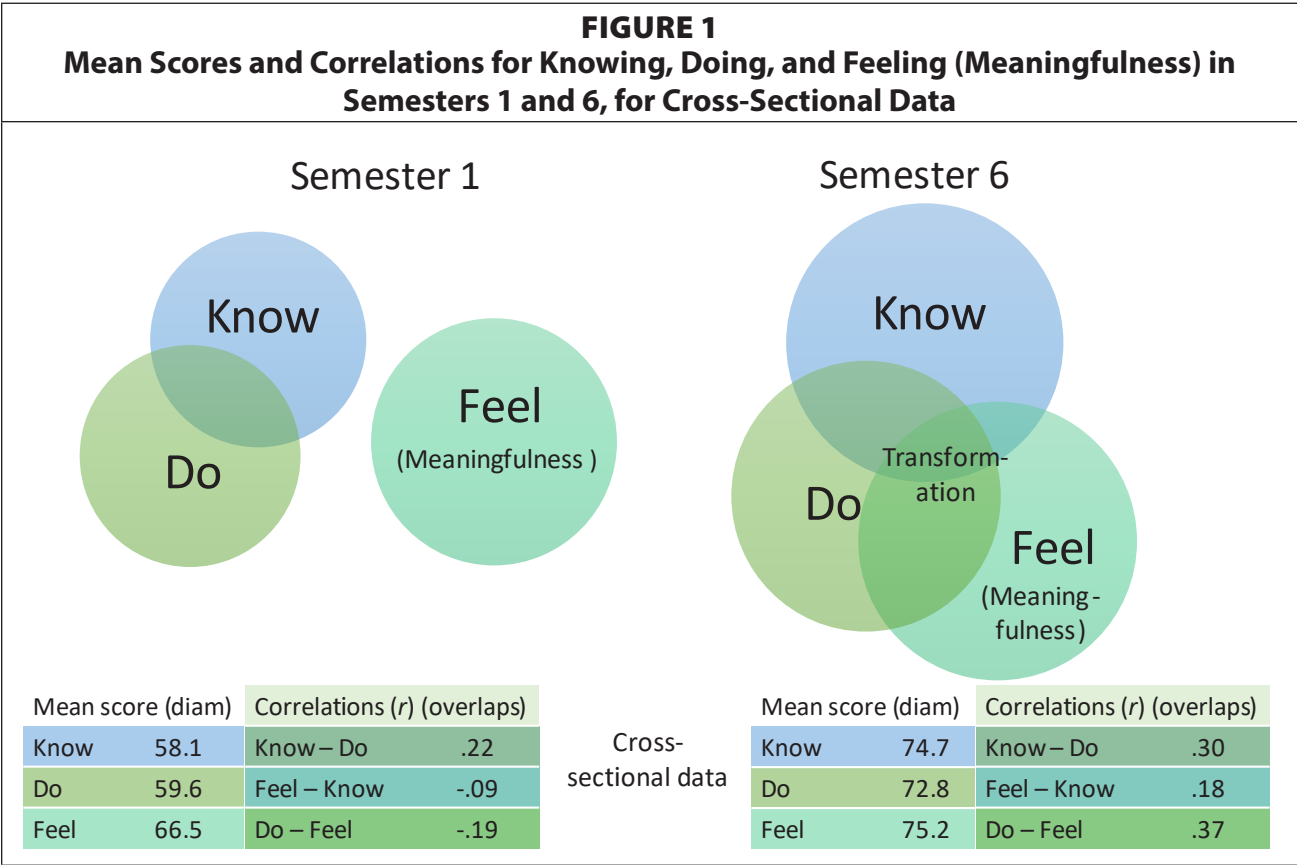 FIGURE 1
Mean Scores and Correlations for Knowing, Doing, and Feeling (Meaningfulness) in
Semesters 1 and 6, for Cross-Sectional Data
Semester 1
Know
Do
Feel
(Meaningfulness )
Semester 6
Know
Transform-
ation
Do
Feel
(Meaning-
fulness)
Mean score (diam) Correlations (r) (overlaps)
Know 58.1 Know – Do .22
Do 59.6 Feel – Know -.09
Feel 66.5 Do – Feel -.19
Cross-
sectional data
Mean score (diam) Correlations (r) (overlaps)
Know 74.7 Know – Do .30
Do 72.8 Feel – Know .18
Feel 75.2 Do – Feel .37